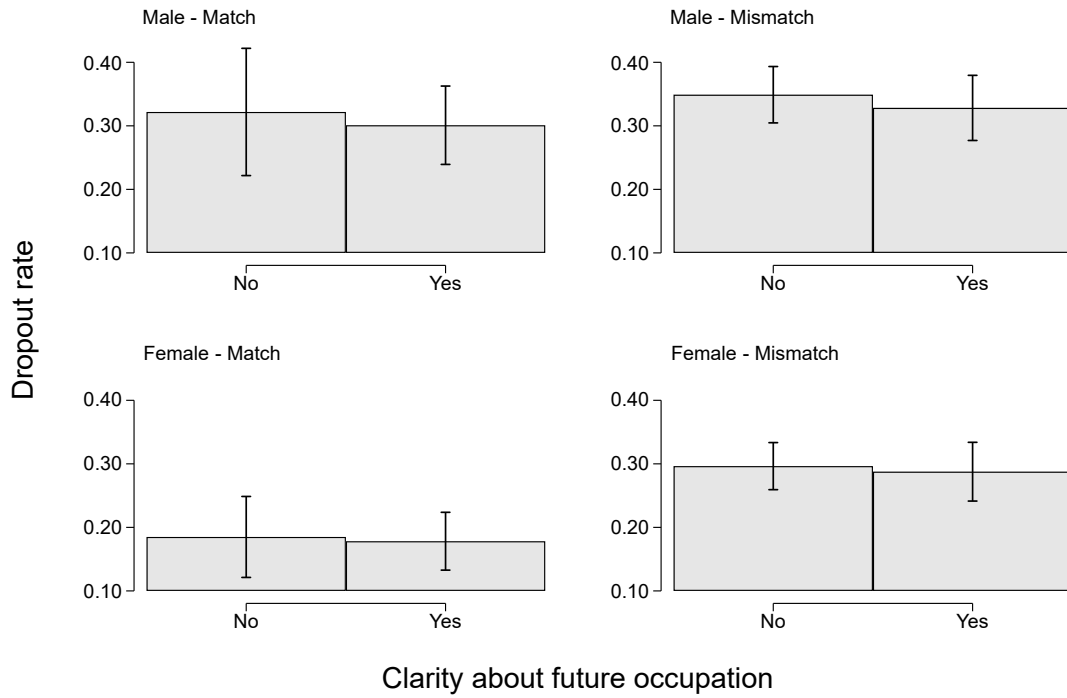 Male - Match
Male - Mismatch
0.40
0.30
0.20
0.10
No
Yes
0.40
0.30
0.20
0.10
No
Yes
Dropout rate
Female - Match
Female - Mismatch
0.40
0.30
0.20
0.10
No
Yes
0.40
0.30
0.20
0.10
No
Yes
Clarity about future occupation